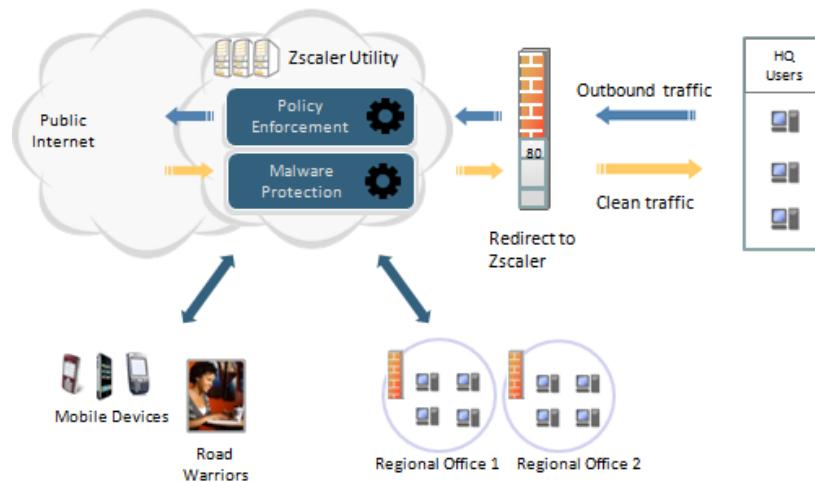 Zscaler Utility
Public
Internet
Policy
Enforcement
Malware
Protection
80
Redirect to
Zscaler
Outbound traffic
Clean traffic
HQ
Users
Mobile Devices
Road
Warriors
Regional Office 1
Regional Office 2